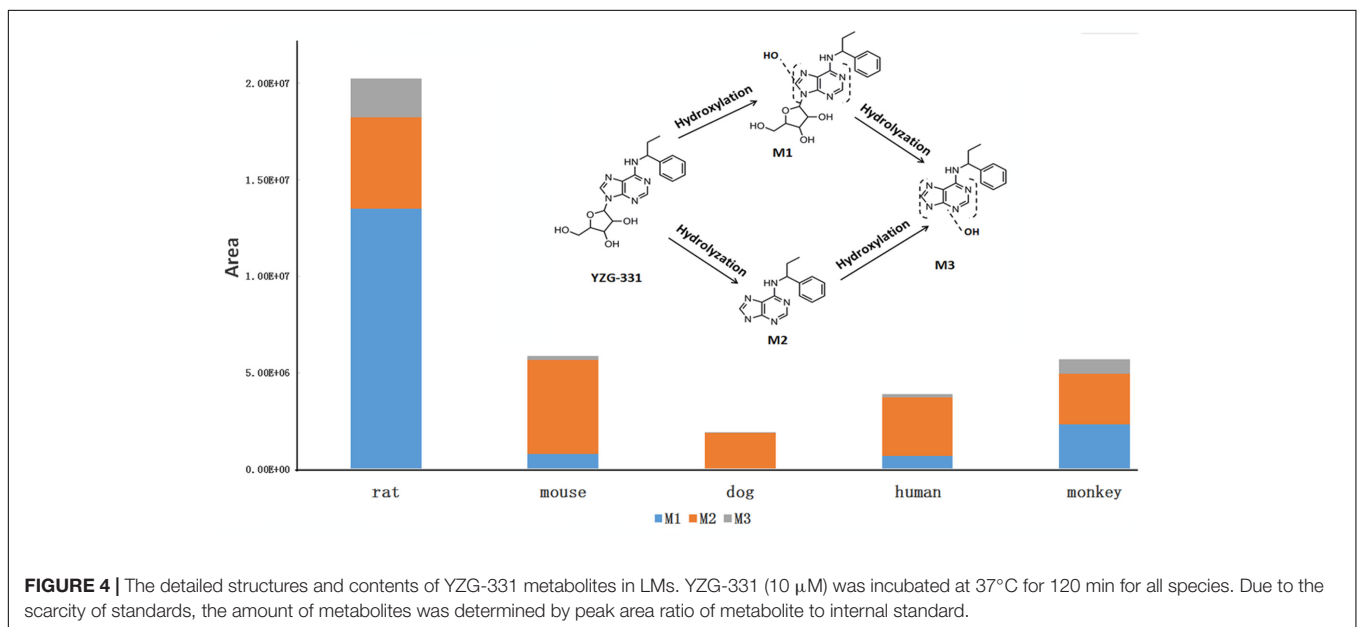 2.00E+07
1.50E+07
1.00E+07
5.00E+06
0.00E+00
Area
HO
NH
N
N
N
N
O
HO
OH
OH
M1
Hydroxylation
Hydrolyzation
NH
N
N
N
N
O
HO
OH
OH
YZG-331
NH
N
N
N
N
OH
M3
Hydrolyzation
Hydroxylation
NH
N
N
N
N
M2
rat mouse dog human monkey
M1 M2 M3
FIGURE 4 | The detailed structures and contents of YZG-331 metabolites in LMs. YZG-331 (10 μM) was incubated at 37°C for 120 min for all species. Due to the
scarcity of standards, the amount of metabolites was determined by peak area ratio of metabolite to internal standard.